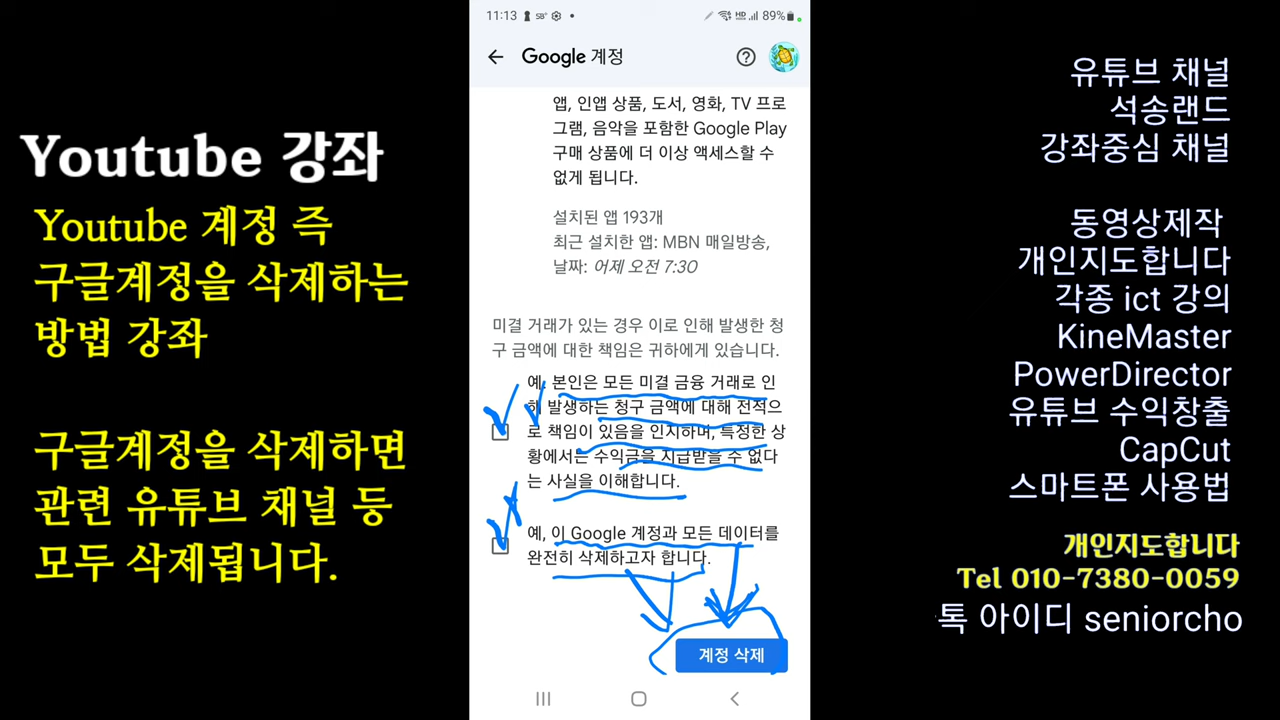 Youtube 강좌
Youtube 계정 즉
구글계정을 삭제하는
방법 강좌
구글계정을 삭제하면
관련 유튜브 채널 등
모두 삭제됩니다.
11:13
89%
Google 계정
앱, 인앱 상품, 도서, 영화, TV 프로
그램, 음악을 포함한 Google Play
구매 상품에 더 이상 액세스할 수
없게 됩니다.
설치된 앱 193개
최근 설치한 앱: MBN 매일방송,
날짜: 어제 오전 7:30
미결 거래가 있는 경우 이로 인해 발생한 청
구 금액에 대한 책임은 귀하에게 있습니다.
예, 본인은 모든 미결 금융 거래로 인
해 발생하는 청구 금액에 대해 전적으
로 책임이 있음을 인지하며, 특정한 상
황에서는 수익금을 지급받을 수 없다
는 사실을 이해합니다.
예, 이 Google 계정과 모든 데이터를
완전히 삭제하고자 합니다.
계정 삭제
유튜브 채널
석송랜드
강좌중심 채널
동영상제작
개인지도합니다
각종 ict 강의
KineMaster
PowerDirector
유튜브 수익창출
CapCut
스마트폰 사용법
개인지도합니다
Tel 010-7380-0059
톡 아이디 seniorcho